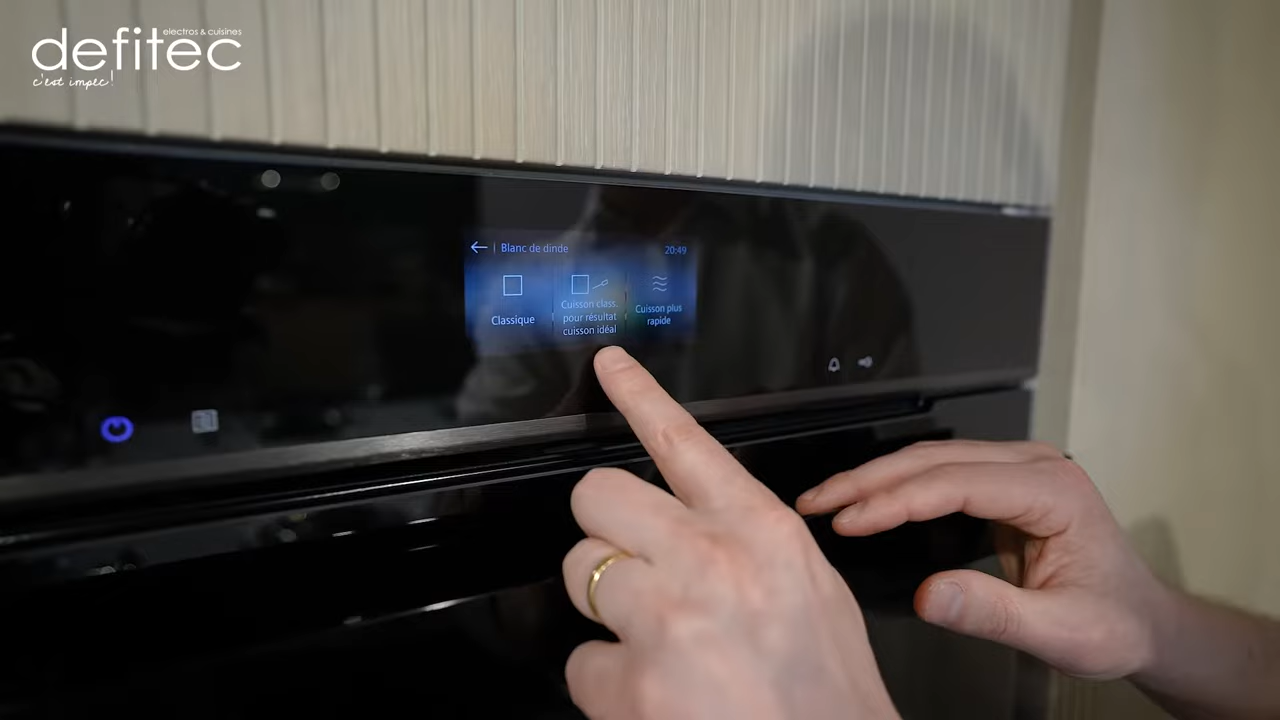 electros & cuisines
defitec
c'est impec!
Blanc de dinde
20:49
Classique
Cuisson class.
pour résultat
cuisson idéal
Cuisson plus
rapide